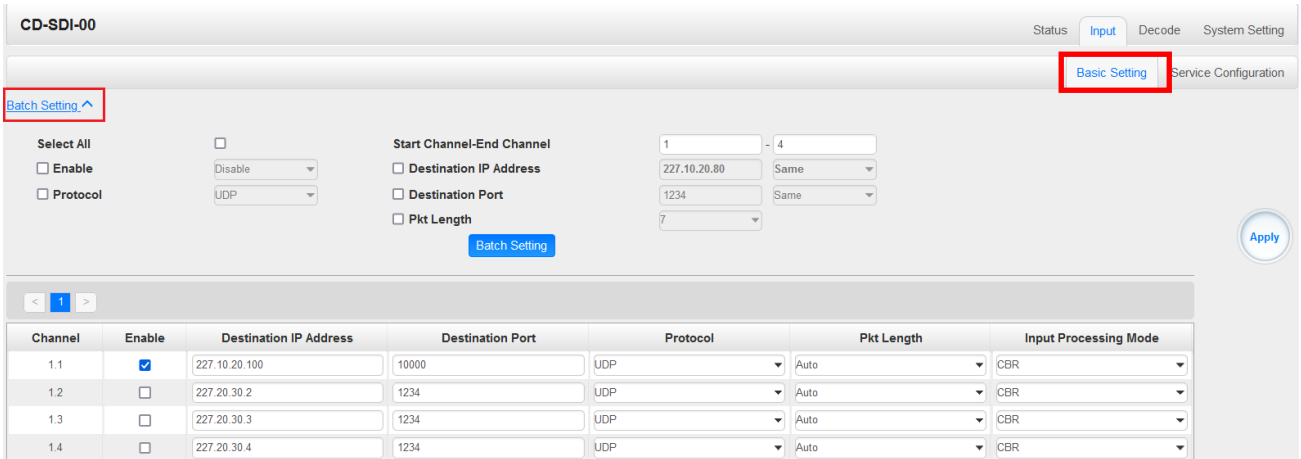 CD-SDI-00
Status Input Decode System Setting
Basic Setting Service Configuration
Batch Setting
Select All Start Channel-End Channel 1 - 4
Enable Disable Destination IP Address 227.10.20.80 Same
Protocol UDP Destination Port 1234 Same
Pkt Length 7
Batch Setting
Apply
< 1 >
Channel Enable Destination IP Address Destination Port Protocol Pkt Length Input Processing Mode
1.1 227.10.20.100 10000 UDP Auto CBR
1.2 227.20.30.2 1234 UDP Auto CBR
1.3 227.20.30.3 1234 UDP Auto CBR
1.4 227.20.30.4 1234 UDP Auto CBR